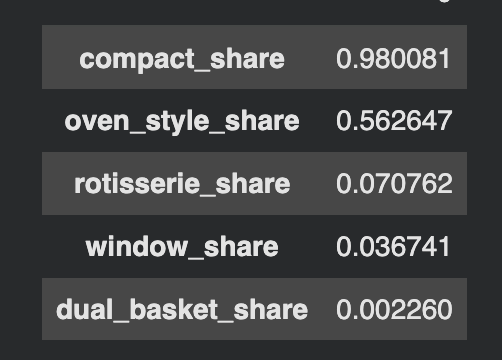 compact_share 0.980081
oven_style_share 0.562647
rotisserie_share 0.070762
window_share 0.036741
dual_basket_share 0.002260